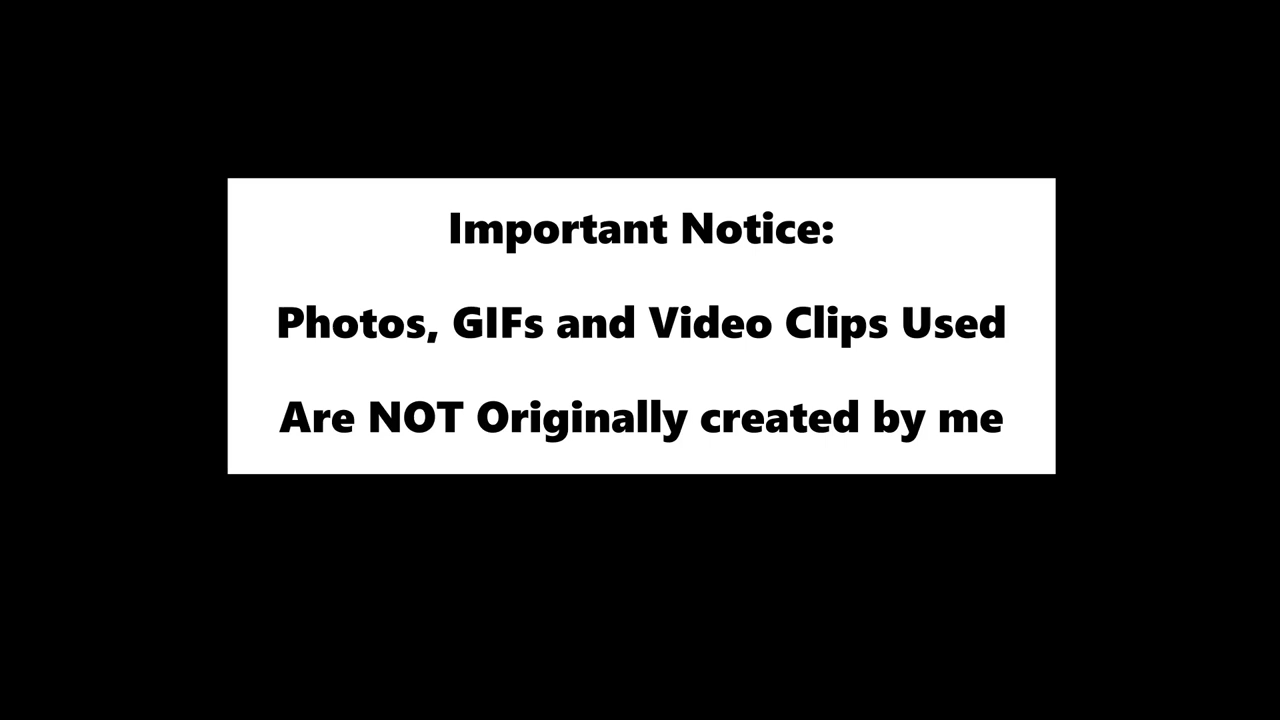 Important Notice:
Photos, GIFs and Video Clips Used
Are NOT Originally created by me